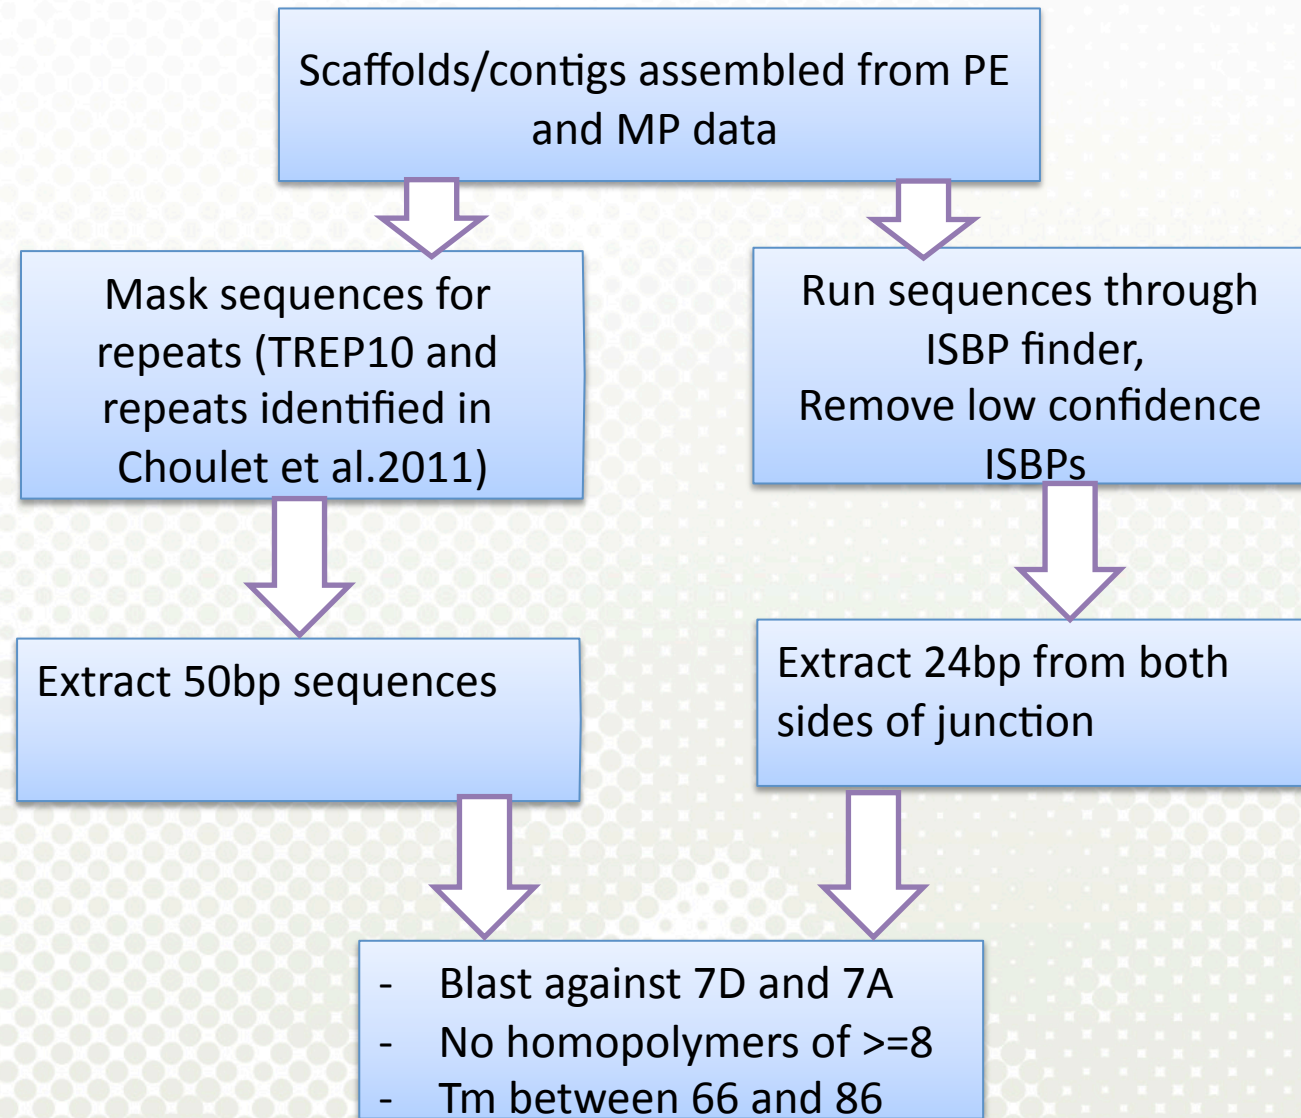 Scaffolds/contigs assembled from PE
and MP data
Mask sequences for
repeats (TREP10 and
repeats identified in
Choulet et al.2011)
Run sequences through
ISBP finder,
Remove low confidence
ISBPs
Extract 50bp sequences
Extract 24bp from both
sides of junction
- Blast against 7D and 7A
- No homopolymers of >=8
- Tm between 66 and 86